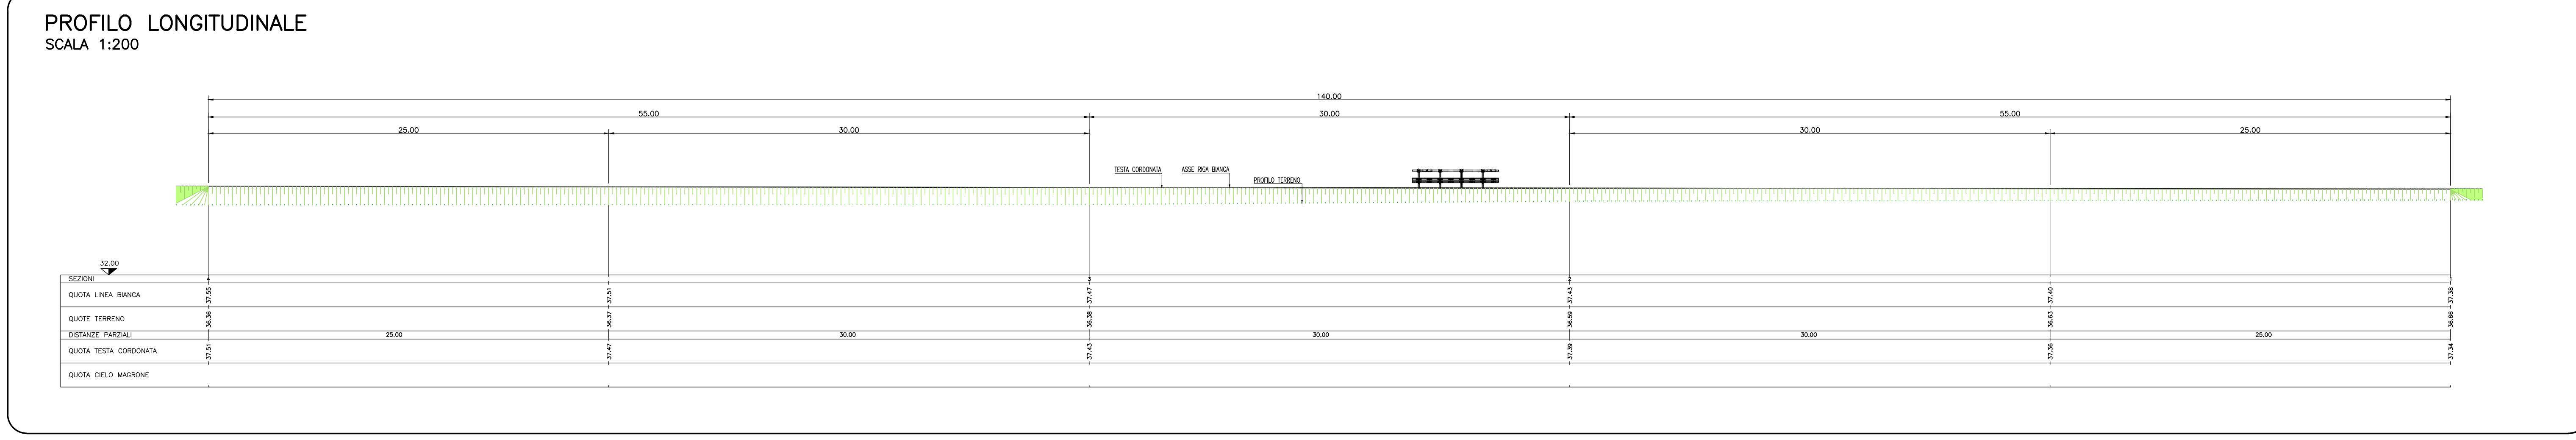 PROFILO LONGITUDINALE
SCALA 1:200
140.00
55.00 30.00 55.00
25.00 30.00 30.00 25.00
TESTA CORDONATA ASSE RIGA BIANCA
PROFILO TERRENO
32.00
SEZIONI 4 3 2 1
QUOTA LINEA BIANCA 37.55 37.51 37.47 37.43 37.40 37.38
QUOTE TERRENO 36.36 36.37 36.38 36.59 36.63 36.66
DISTANZE PARZIALI 25.00 30.00 30.00 30.00 25.00
QUOTA TESTA CORDONATA 37.51 37.47 37.43 37.39 37.36 37.34
QUOTA CIELO MAGRONE